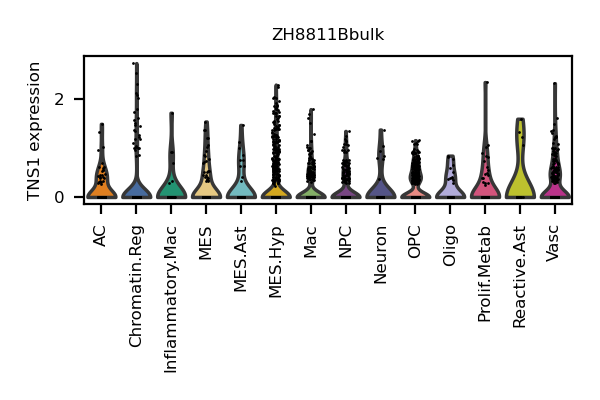 ZH8811Bbulk
TNS1 expression
2
0
AC
Chromatin.Reg
Inflammatory.Mac
MES
MES.Ast
MES.Hyp
Mac
NPC
Neuron
OPC
Oligo
Prolif.Metab
Reactive.Ast
Vasc